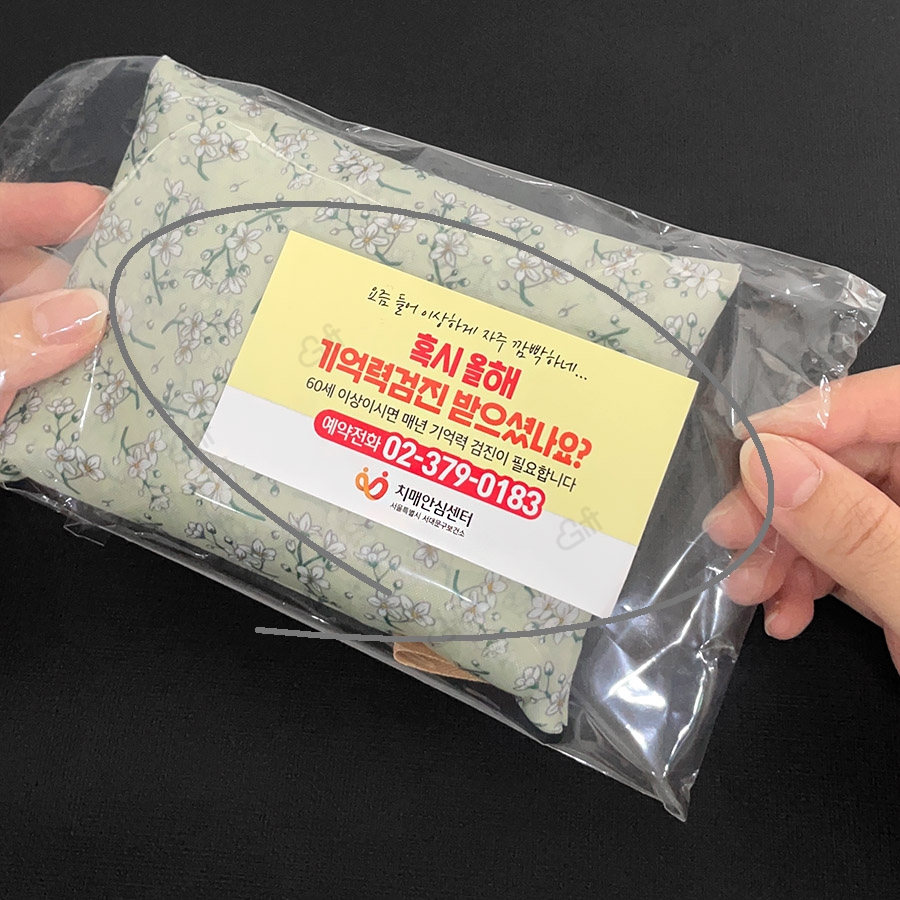 요즘 들어 이상하게 자주 깜빡하네...
혹시 올해
기억력검진 받으셨나요?
60세 이상이시면 매년 기억력 검진이 필요합니다
예약전화 02-379-0183
치매안심센터
서울특별시 서대문구보건소